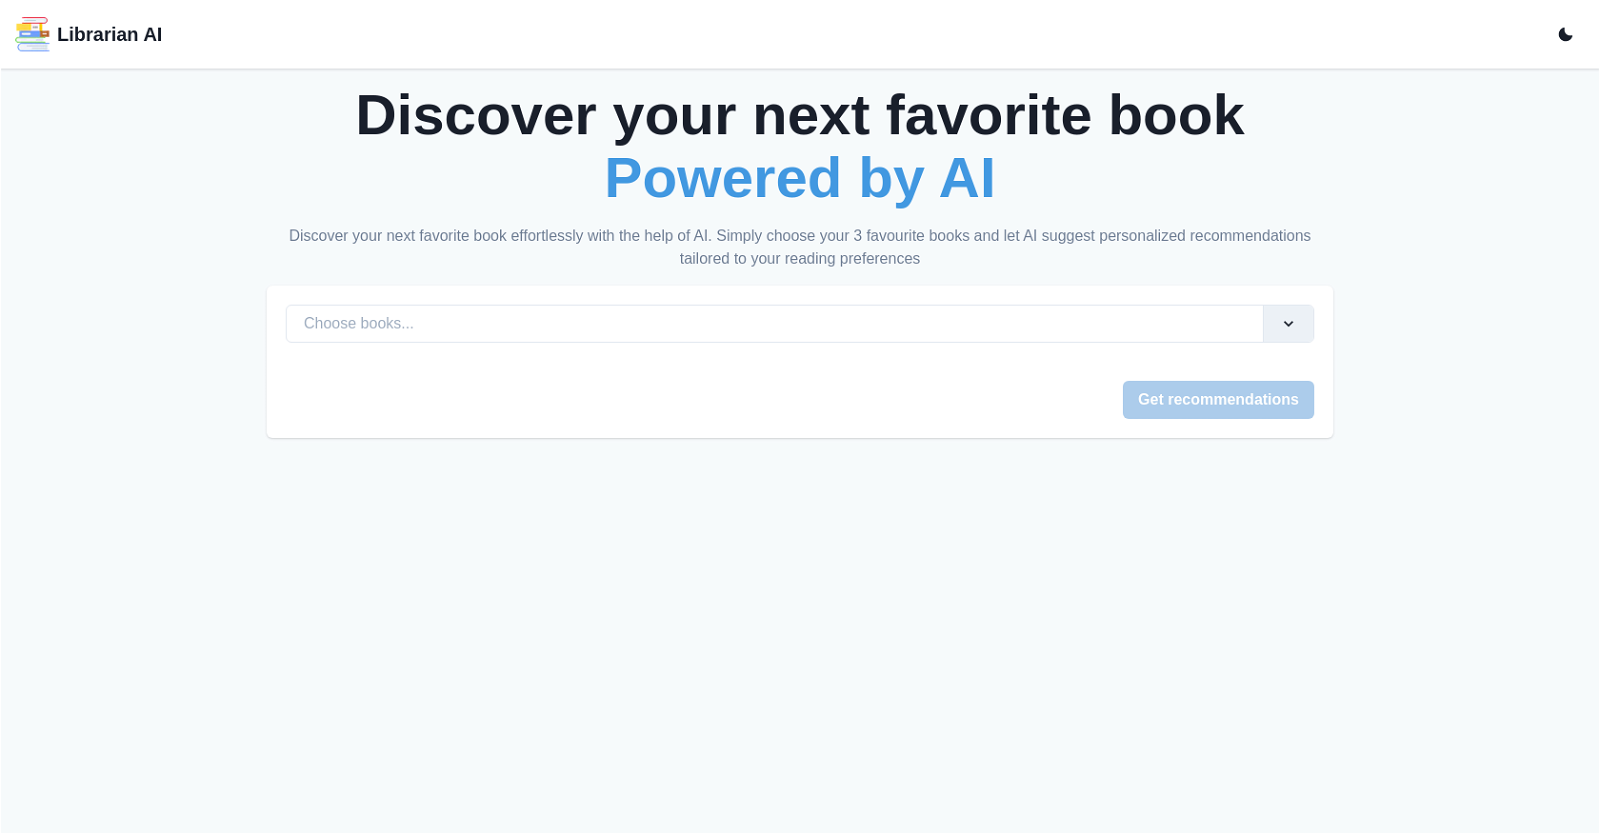 Librarian AI
Discover your next favorite book
Powered by AI
Discover your next favorite book effortlessly with the help of AI. Simply choose your 3 favourite books and let AI suggest personalized recommendations
tailored to your reading preferences
Choose books...
Get recommendations